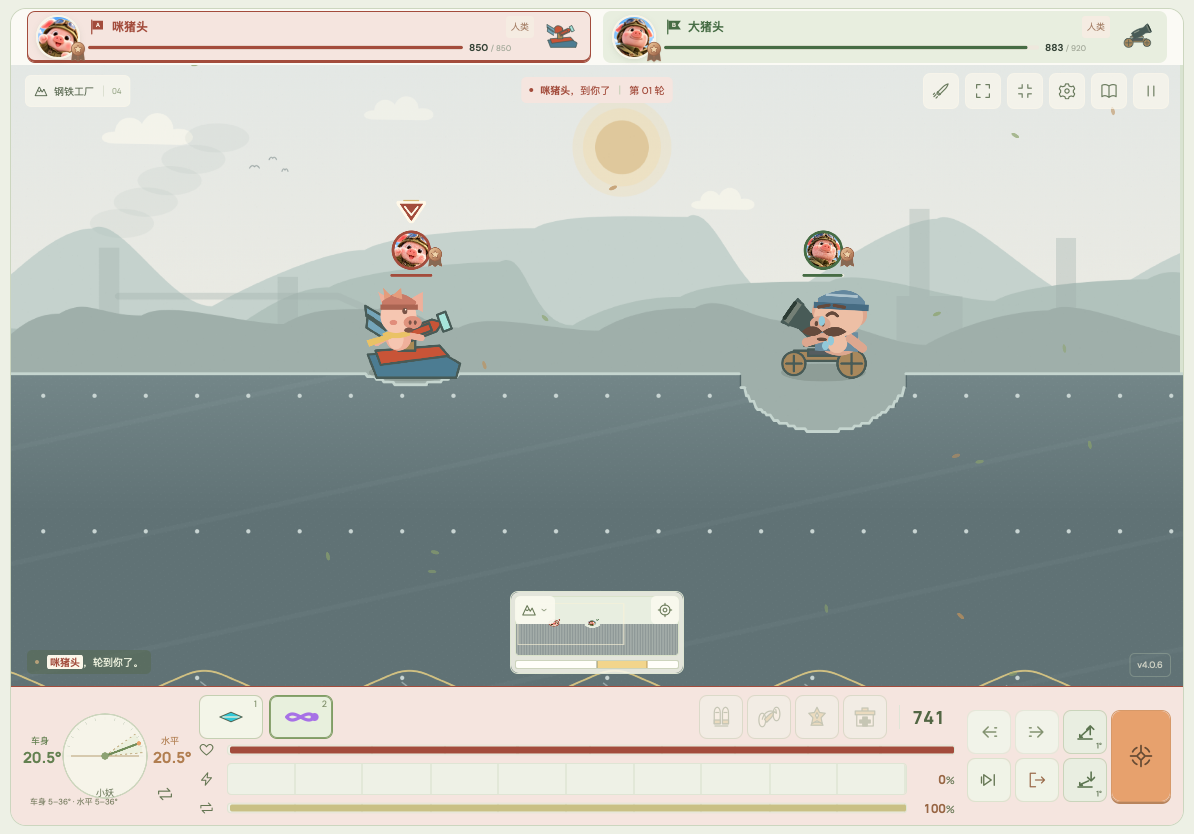 A 咪猪头 人类
850 / 850
B 大猪头 人类
883 / 920
钢铁工厂 04
咪猪头，到你了 第 01 轮
咪猪头，轮到你了。
v4.0.6
车身
20.5°
水平
20.5°
小妖
车身 5–36° · 水平 5–36°
1
2
741
0%
100%
1°
1°